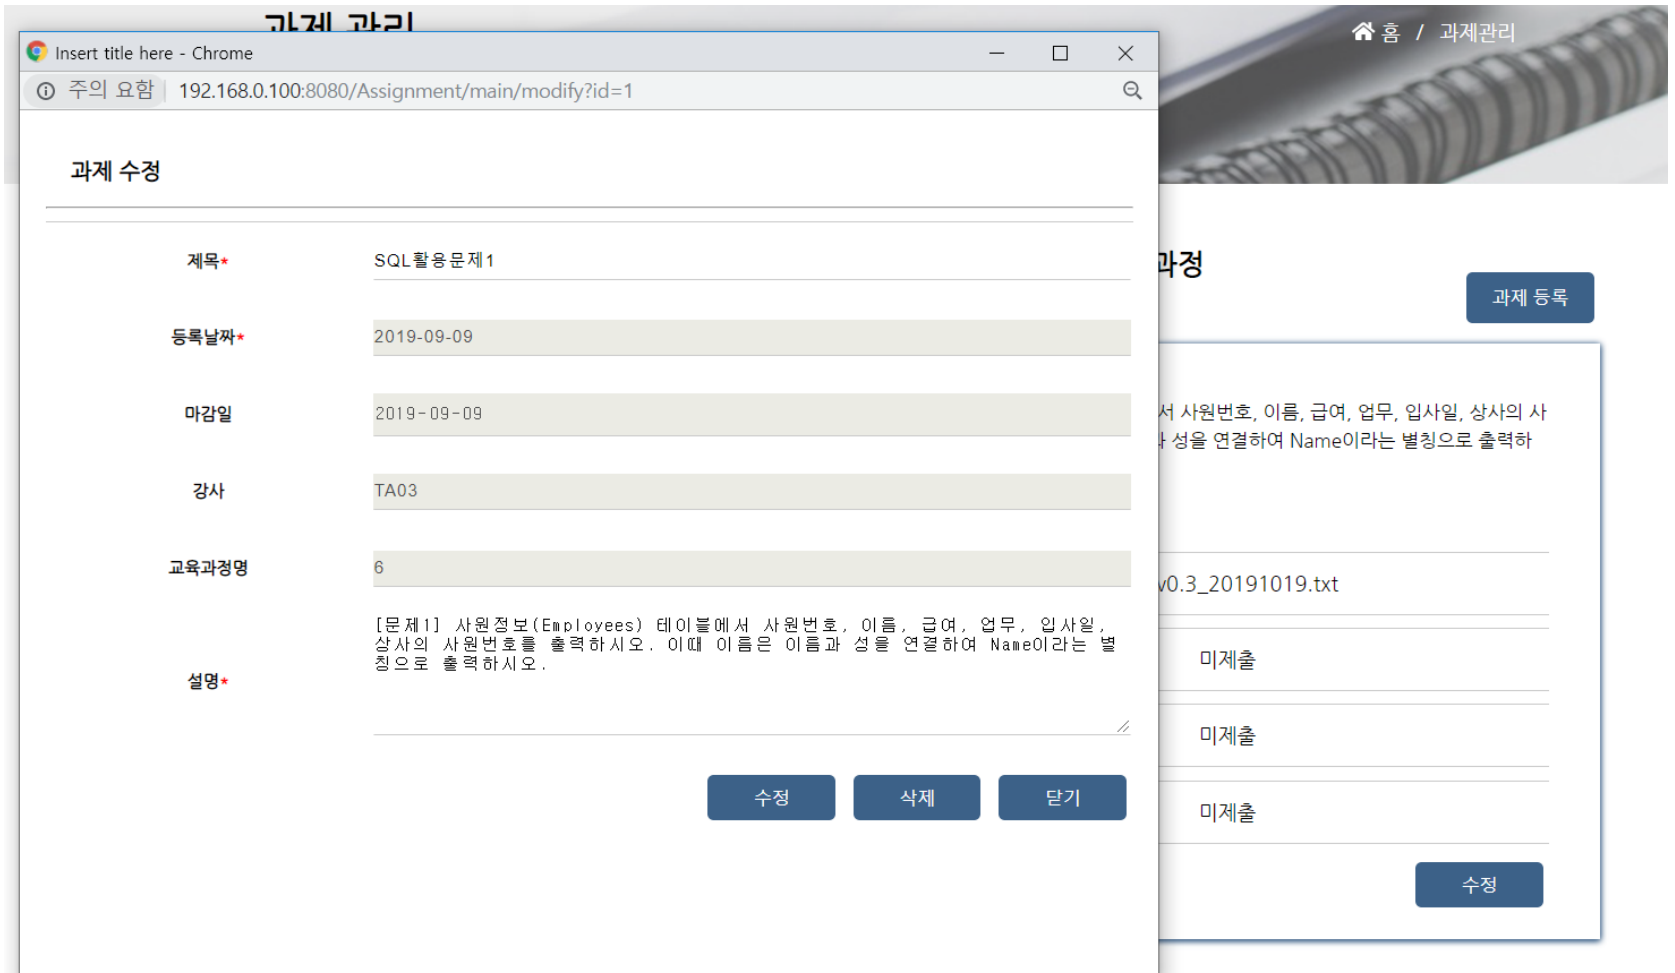 과제 관리
홈 / 과제관리
Insert title here - Chrome
주의 요함 192.168.0.100:8080/Assignment/main/modify?id=1
과제 수정
제목* SQL활용문제1
등록날짜* 2019-09-09
마감일 2019-09-09
강사 TA03
교육과정명 6
설명*
[문제1] 사원정보(Employees) 테이블에서 사원번호, 이름, 급여, 업무, 입사일,
상사의 사원번호를 출력하시오. 이때 이름은 이름과 성을 연결하여 Name이라는 별
칭으로 출력하시오.
수정 삭제 닫기
과정
과제 등록
서 사원번호, 이름, 급여, 업무, 입사일, 상사의 사
성을 연결하여 Name이라는 별칭으로 출력하
v0.3_20191019.txt
미제출
미제출
미제출
수정